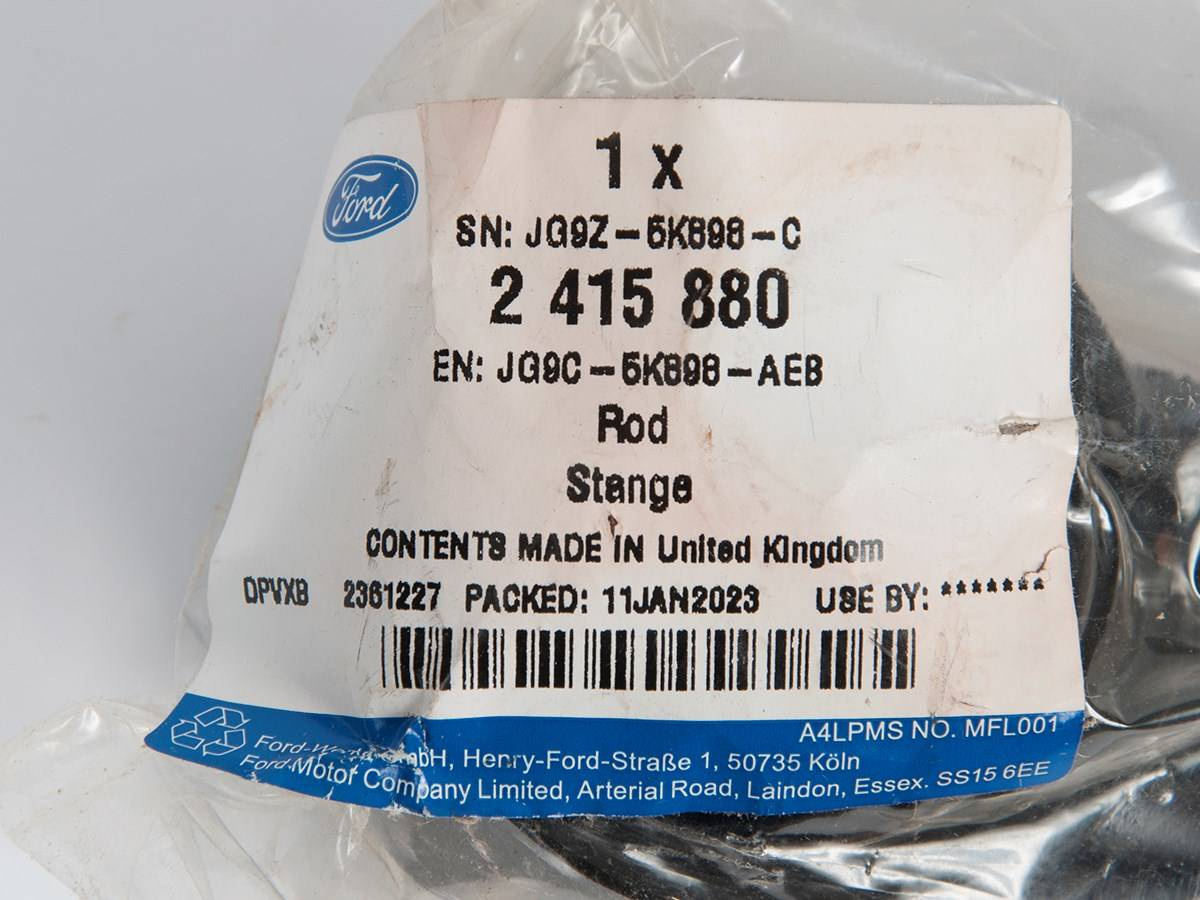 Ford
1 x
SN: JG9Z-5K898-C
2 415 880
EN: JG9C-5K898-AEB
Rod
Stange
CONTENTS MADE IN United Kingdom
DPVXB 2361227 PACKED: 11JAN2023 USE BY: *******
A4LPMS NO. MFL001
Henry-Ford-Straße 1, 50735 Köln
Ford Motor Company Limited, Arterial Road, Laindon, Essex. SS15 6EE